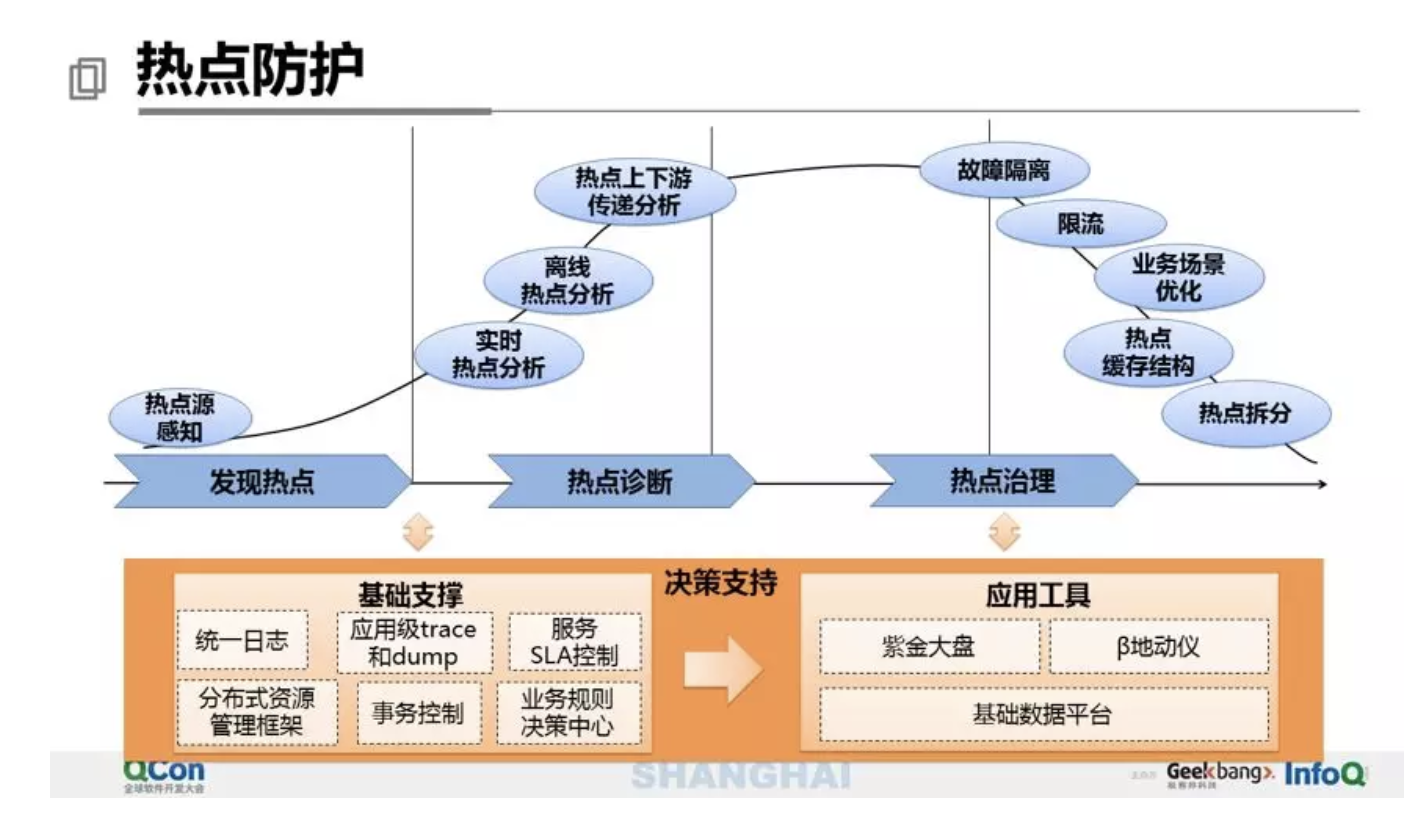 热点防护
热点上下游
传递分析
故障隔离
限流
离线
热点分析
业务场景
优化
实时
热点分析
热点
缓存结构
热点源
感知
热点拆分
发现热点
热点诊断
热点治理
决策支持
基础支撑
统一日志
应用级trace
和dump
服务
SLA控制
分布式资源
管理框架
事务控制
业务规则
决策中心
应用工具
紫金大盘
β地动仪
基础数据平台
QCon
全球软件开发大会
SHANGHAI
Geekbang>.
极客邦科技
InfoQ